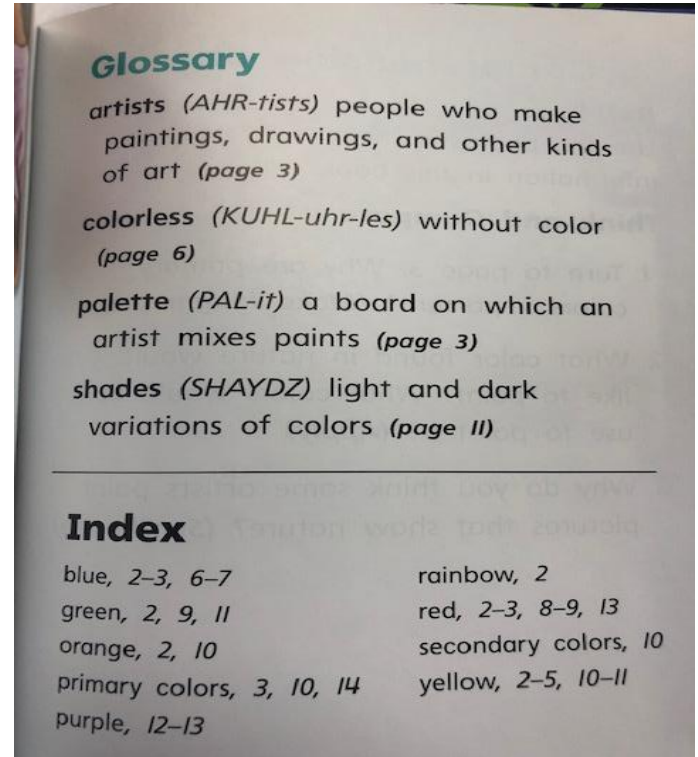 Glossary
artists (AHR-tists) people who make
paintings, drawings, and other kinds
of art (page 3)
colorless (KUHL-uhr-les) without color
(page 6)
palette (PAL-it) a board on which an
artist mixes paints (page 3)
shades (SHAYDZ) light and dark
variations of colors (page 11)
Index
blue, 2–3, 6–7
green, 2, 9, 11
orange, 2, 10
primary colors, 3, 10, 14
purple, 12–13
rainbow, 2
red, 2–3, 8–9, 13
secondary colors, 10
yellow, 2–5, 10–11